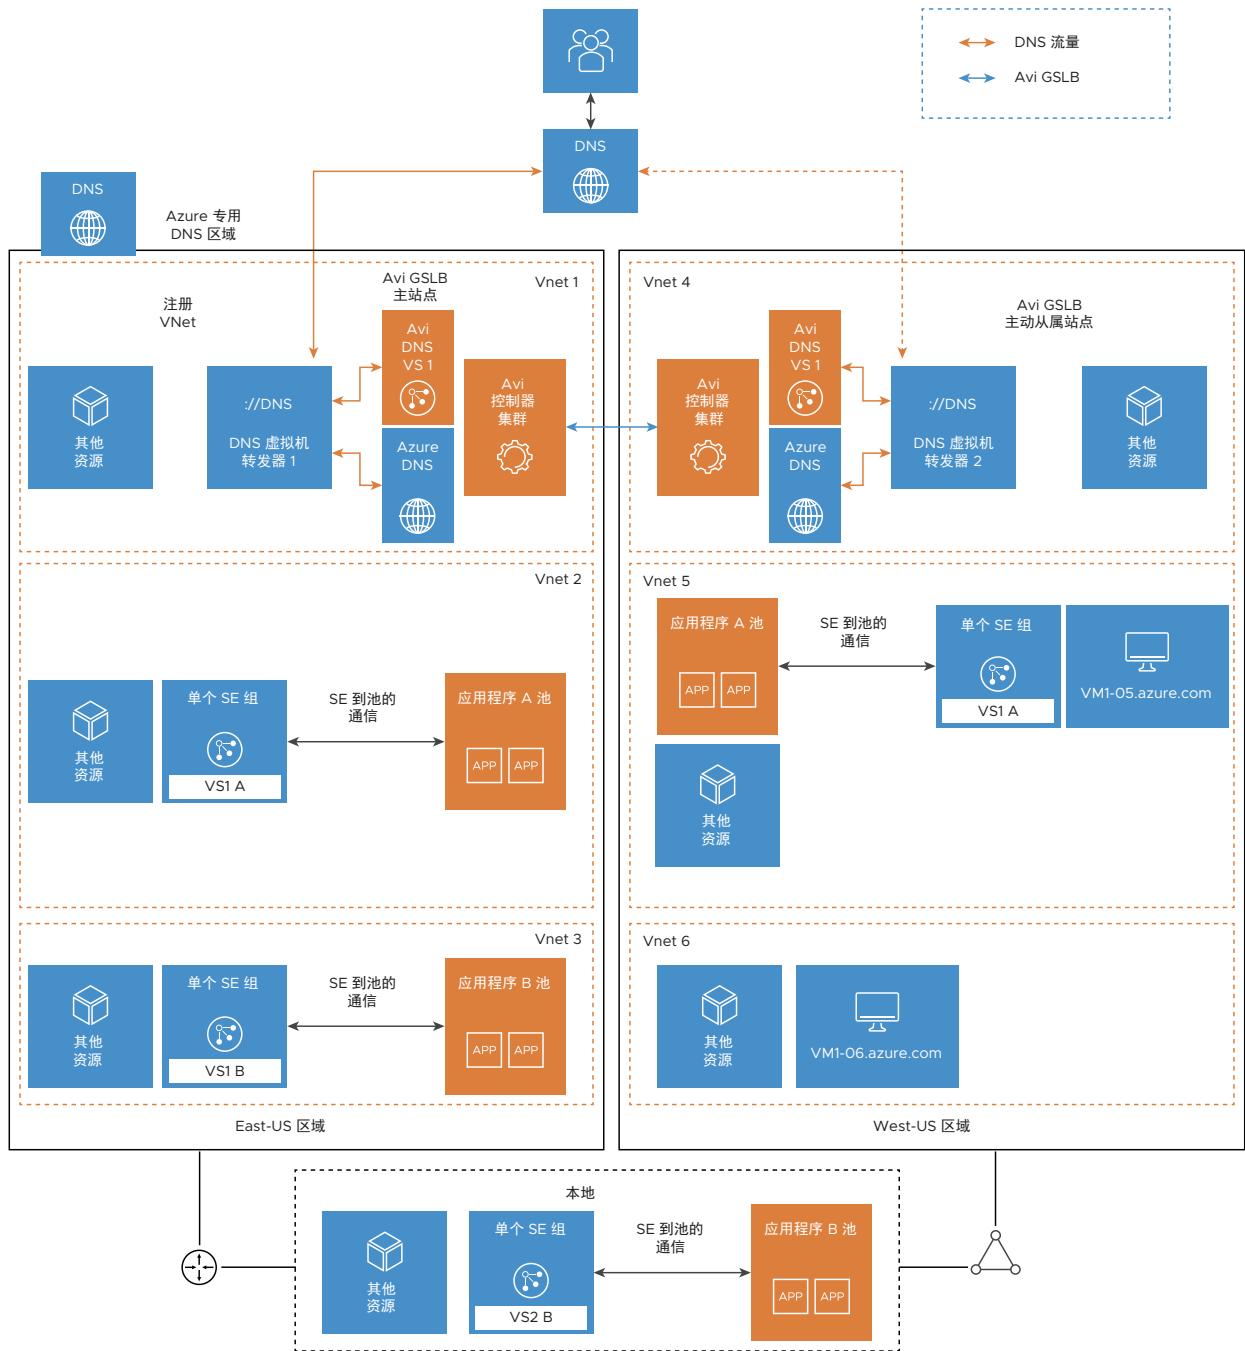 DNS 流量
Avi GSLB
DNS
DNS
Azure 专用
DNS 区域
Vnet 1
注册
VNet
Avi GSLB
主站点
Avi
DNS
VS 1
其他
资源
://DNS
DNS 虚拟机
转发器 1
Azure
DNS
Avi
控制器
集群
Vnet 4
Avi GSLB
主动从属站点
Avi
控制器
集群
Avi
DNS
VS 1
Azure
DNS
://DNS
DNS 虚拟机
转发器 2
其他
资源
Vnet 2
其他
资源
单个 SE 组
VS1 A
SE 到池的
通信
应用程序 A 池
APP
APP
Vnet 5
应用程序 A 池
APP
APP
SE 到池的
通信
单个 SE 组
VS1 A
VM1-05.azure.com
其他
资源
Vnet 3
其他
资源
单个 SE 组
VS1 B
SE 到池的
通信
应用程序 B 池
APP
APP
Vnet 6
其他
资源
VM1-06.azure.com
East-US 区域
West-US 区域
本地
其他
资源
单个 SE 组
VS2 B
SE 到池的
通信
应用程序 B 池
APP
APP